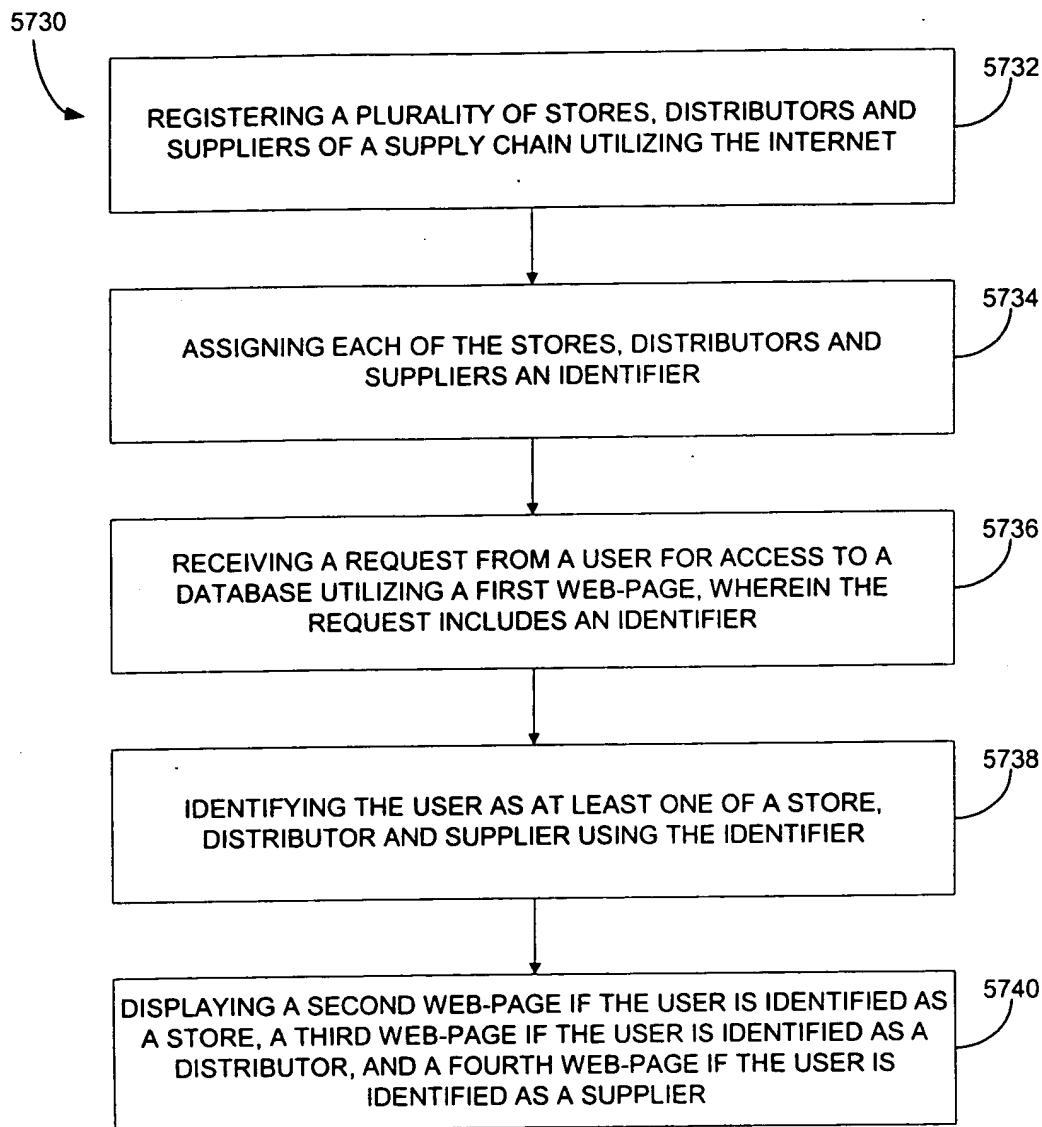 5730
5732
REGISTERING A PLURALITY OF STORES, DISTRIBUTORS AND
SUPPLIERS OF A SUPPLY CHAIN UTILIZING THE INTERNET
5734
ASSIGNING EACH OF THE STORES, DISTRIBUTORS AND
SUPPLIERS AN IDENTIFIER
5736
RECEIVING A REQUEST FROM A USER FOR ACCESS TO A
DATABASE UTILIZING A FIRST WEB-PAGE, WHEREIN THE
REQUEST INCLUDES AN IDENTIFIER
5738
IDENTIFYING THE USER AS AT LEAST ONE OF A STORE,
DISTRIBUTOR AND SUPPLIER USING THE IDENTIFIER
5740
DISPLAYING A SECOND WEB-PAGE IF THE USER IS IDENTIFIED AS
A STORE, A THIRD WEB-PAGE IF THE USER IS IDENTIFIED AS A
DISTRIBUTOR, AND A FOURTH WEB-PAGE IF THE USER IS
IDENTIFIED AS A SUPPLIER